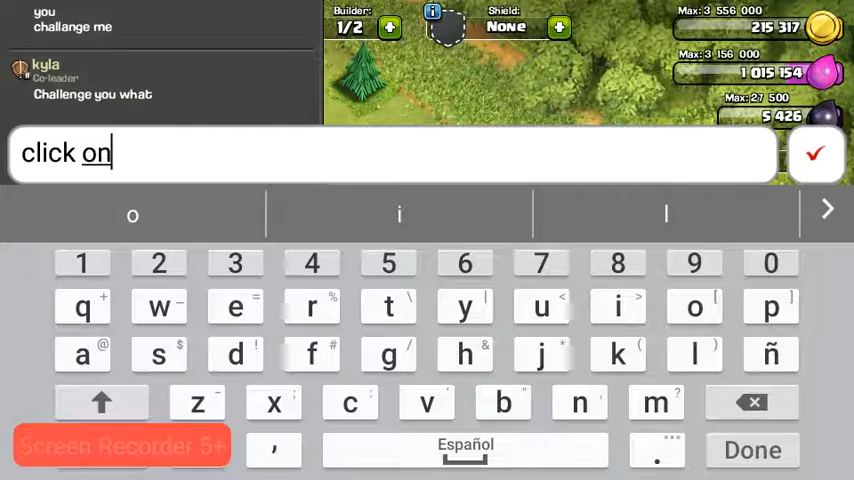 you
challange me
kyla
Co-leader
Challenge you what
Builder:
1/2
i
Shield:
None
Max: 3 556 000
215 317
Max: 3 156 000
1 015 154
Max: 27 500
5 426
click on
o i l
1 2 3 4 5 6 7 8 9 0
q + w _ e = r % t \ y | u < i > o [ p ]
a @ s $ d ! f # g / h & j * k ( l ) ñ
z - x : c ; v ' b " n , m ?
Screen Recorder 5+
, Español . Done